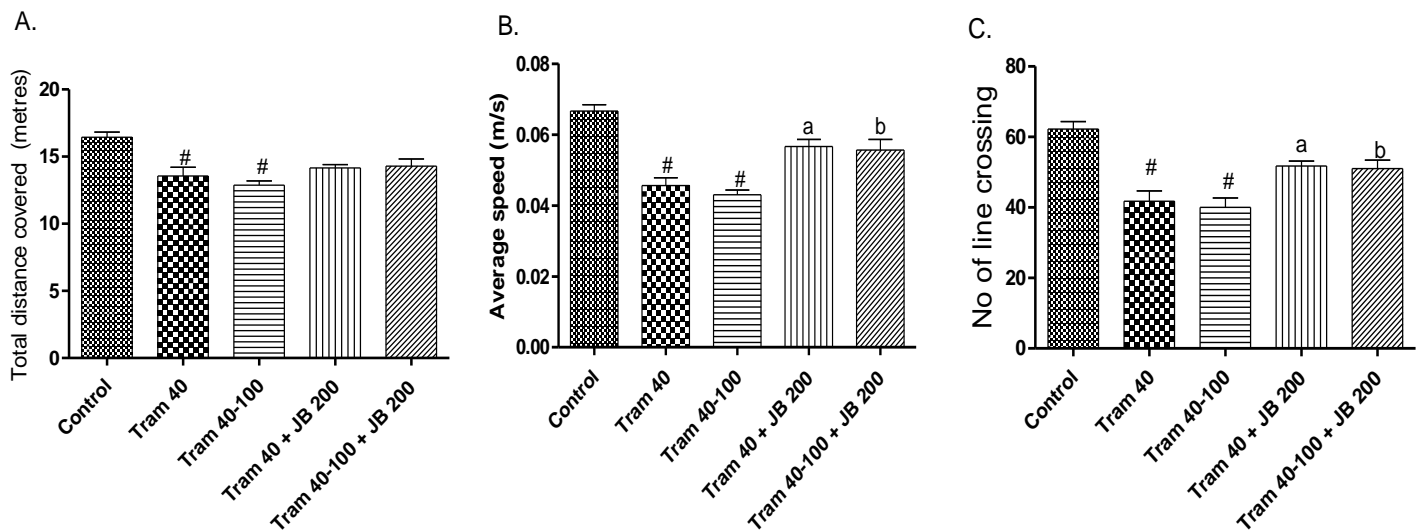 A.
Total distance covered (metres)
20
15
10
5
0
#
#
Control
Tram 40
Tram 40-100
Tram 40 + JB 200
Tram 40-100 + JB 200
B.
Average speed (m/s)
0.08
0.06
0.04
0.02
0.00
#
#
a
b
Control
Tram 40
Tram 40-100
Tram 40 + JB 200
Tram 40-100 + JB 200
C.
No of line crossing
80
60
40
20
0
#
#
a
b
Control
Tram 40
Tram 40-100
Tram 40 + JB 200
Tram 40-100 + JB 200